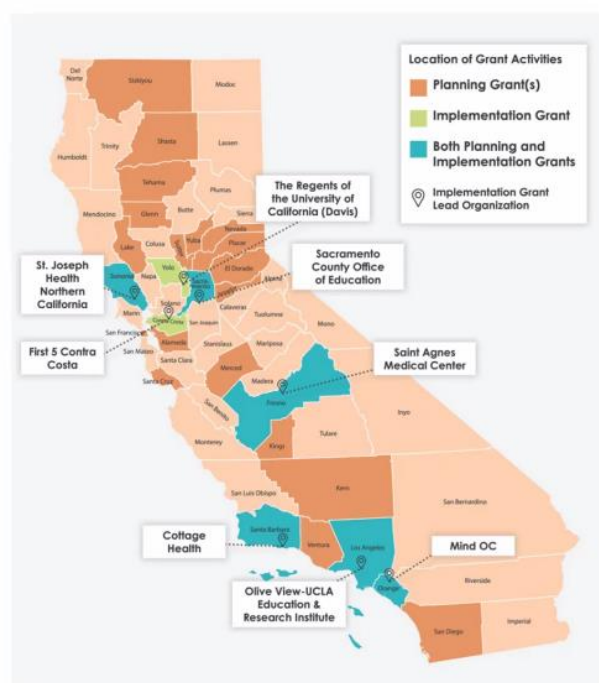 Location of Grant Activities
Planning Grant(s)
Implementation Grant
Both Planning and
Implementation Grants
Implementation Grant
Lead Organization
Del
Norte
Siskiyou
Modoc
Humboldt
Trinity
Shasta
Lassen
Tehama
Plumas
Mendocino
Glenn
Butte
Sierra
The Regents of
the University of
California (Davis)
Lake
Colusa
Yuba
Nevada
Placer
Sacramento
County Office
of Education
St. Joseph
Health
Northern
California
Sonoma
Napa
Yolo
El Dorado
Marin
Solano
Contra Costa
San Joaquin
Calaveras
Tuolumne
Mono
First 5 Contra
Costa
San Francisco
Alameda
San Mateo
Santa Clara
Stanislaus
Mariposa
Saint Agnes
Medical Center
Santa Cruz
Merced
Madera
San Benito
Fresno
Inyo
Monterey
Kings
Tulare
San Luis Obispo
Kern
San Bernardino
Cottage
Health
Santa Barbara
Ventura
Los Angeles
Mind OC
Olive View-UCLA
Education &
Research Institute
Orange
Riverside
San Diego
Imperial